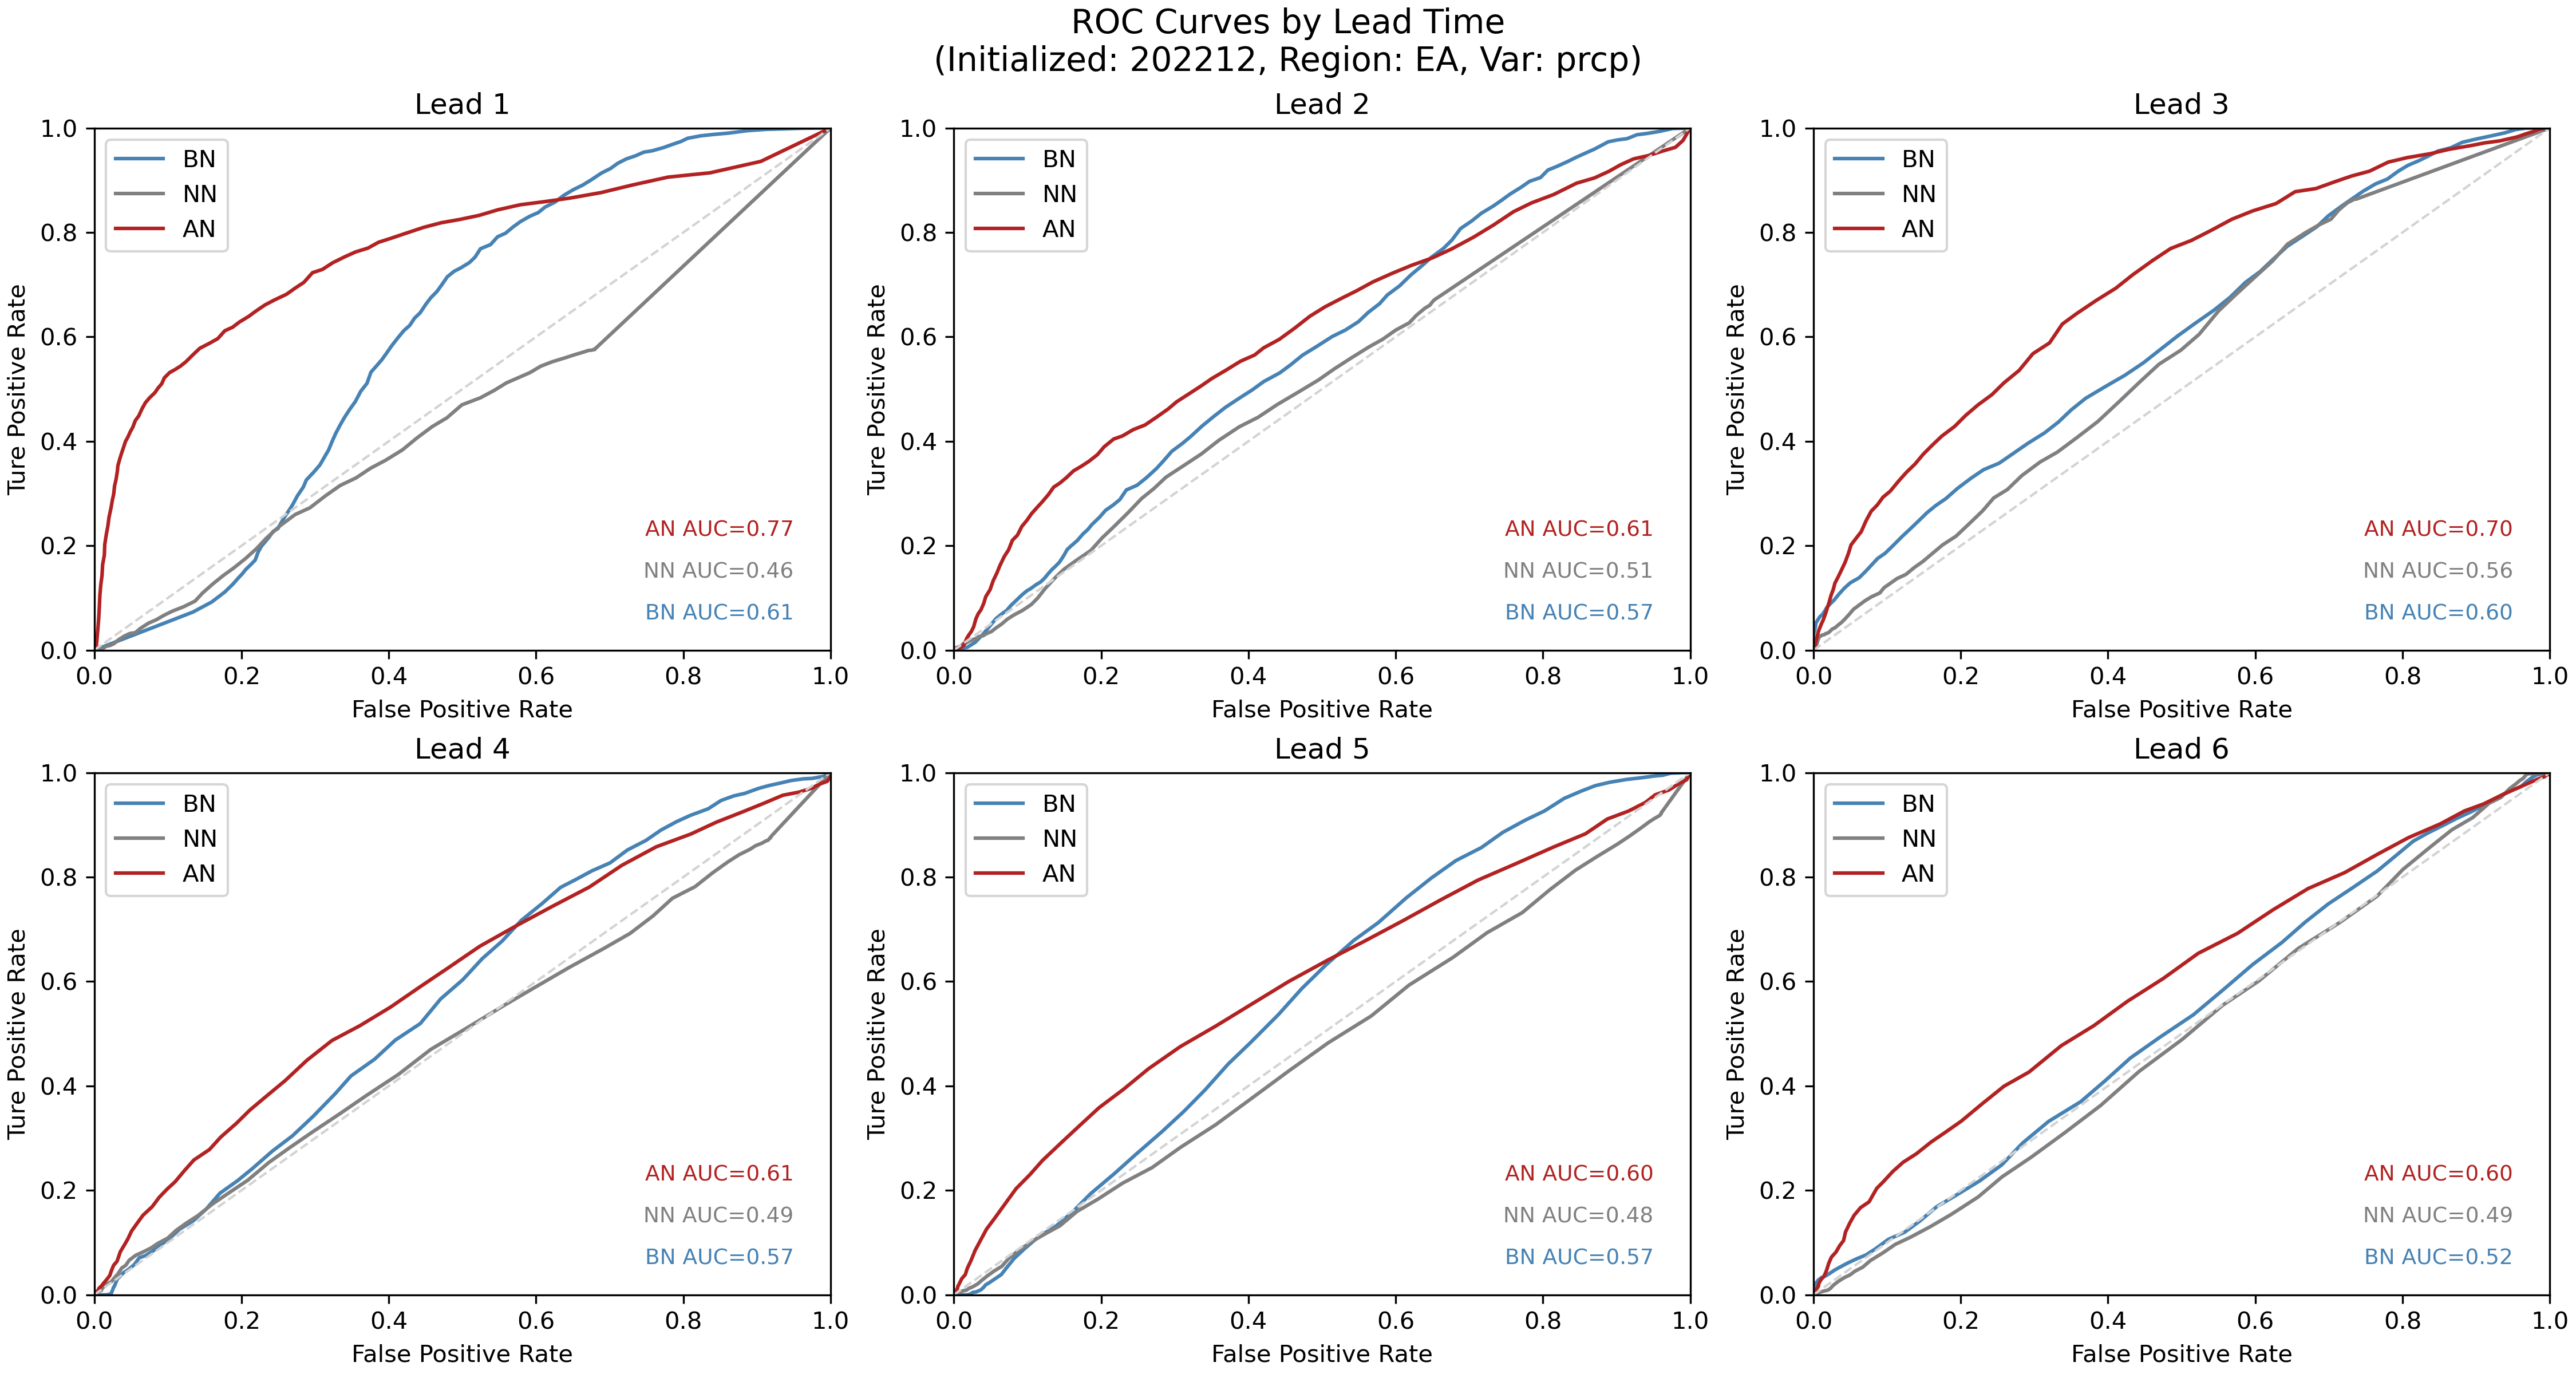 ROC Curves by Lead Time
(Initialized: 202212, Region: EA, Var: prcp)
Lead 1
1.0
0.8
0.6
0.4
0.2
0.0
Ture Positive Rate
BN
NN
AN
AN AUC=0.77
NN AUC=0.46
BN AUC=0.61
0.0 0.2 0.4 0.6 0.8 1.0
False Positive Rate
Lead 2
1.0
0.8
0.6
0.4
0.2
0.0
Ture Positive Rate
BN
NN
AN
AN AUC=0.61
NN AUC=0.51
BN AUC=0.57
0.0 0.2 0.4 0.6 0.8 1.0
False Positive Rate
Lead 3
1.0
0.8
0.6
0.4
0.2
0.0
Ture Positive Rate
BN
NN
AN
AN AUC=0.70
NN AUC=0.56
BN AUC=0.60
0.0 0.2 0.4 0.6 0.8 1.0
False Positive Rate
Lead 4
1.0
0.8
0.6
0.4
0.2
0.0
Ture Positive Rate
BN
NN
AN
AN AUC=0.61
NN AUC=0.49
BN AUC=0.57
0.0 0.2 0.4 0.6 0.8 1.0
False Positive Rate
Lead 5
1.0
0.8
0.6
0.4
0.2
0.0
Ture Positive Rate
BN
NN
AN
AN AUC=0.60
NN AUC=0.48
BN AUC=0.57
0.0 0.2 0.4 0.6 0.8 1.0
False Positive Rate
Lead 6
1.0
0.8
0.6
0.4
0.2
0.0
Ture Positive Rate
BN
NN
AN
AN AUC=0.60
NN AUC=0.49
BN AUC=0.52
0.0 0.2 0.4 0.6 0.8 1.0
False Positive Rate